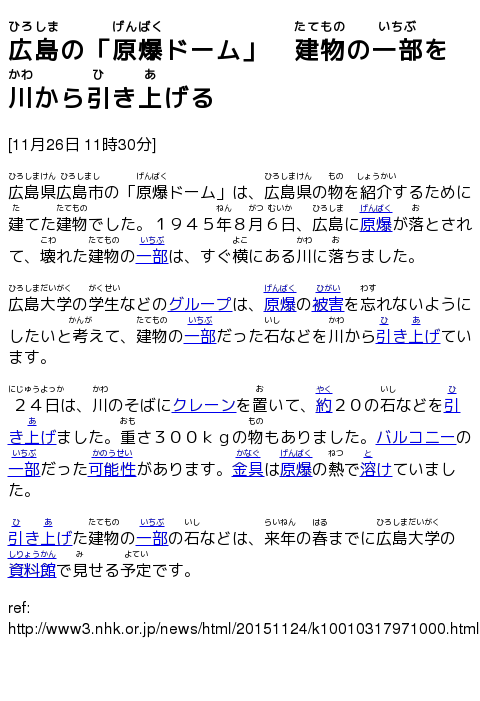 広島の「原爆ドーム」　建物の一部を
川から引き上げる
[11月26日 11時30分]
広島県広島市の「原爆ドーム」は、広島県の物を紹介するために
建てた建物でした。１９４５年８月６日、広島に原爆が落とされ
て、壊れた建物の一部は、すぐ横にある川に落ちました。
広島大学の学生などのグループは、原爆の被害を忘れないように
したいと考えて、建物の一部だった石などを川から引き上げてい
ます。
２４日は、川のそばにクレーンを置いて、約２０の石などを引
き上げました。重さ３００ｋｇの物もありました。バルコニーの
一部だった可能性があります。金具は原爆の熱で溶けていまし
た。
引き上げた建物の一部の石などは、来年の春までに広島大学の
資料館で見せる予定です。
ref:
http://www3.nhk.or.jp/news/html/20151124/k10010317971000.html